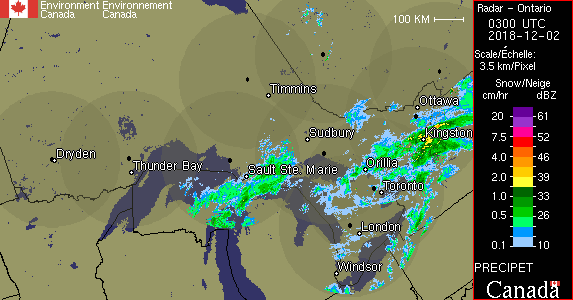 Environment Environnement
Canada Canada
100 KM
Timmins
Ottawa
Sudbury
Kingston
Dryden
Thunder Bay
Sault Ste. Marie
Orillia
Toronto
London
Windsor
Radar - Ontario
0300 UTC
2018-12-02
Scale/Échelle:
3.5 km/Pixel
Snow/Neige
cm/hr dBZ
20 61
10 57
7.5 52
4.0 46
2.0 39
1.0 33
0.5 26
0.1 10
PRECIPET
Canada